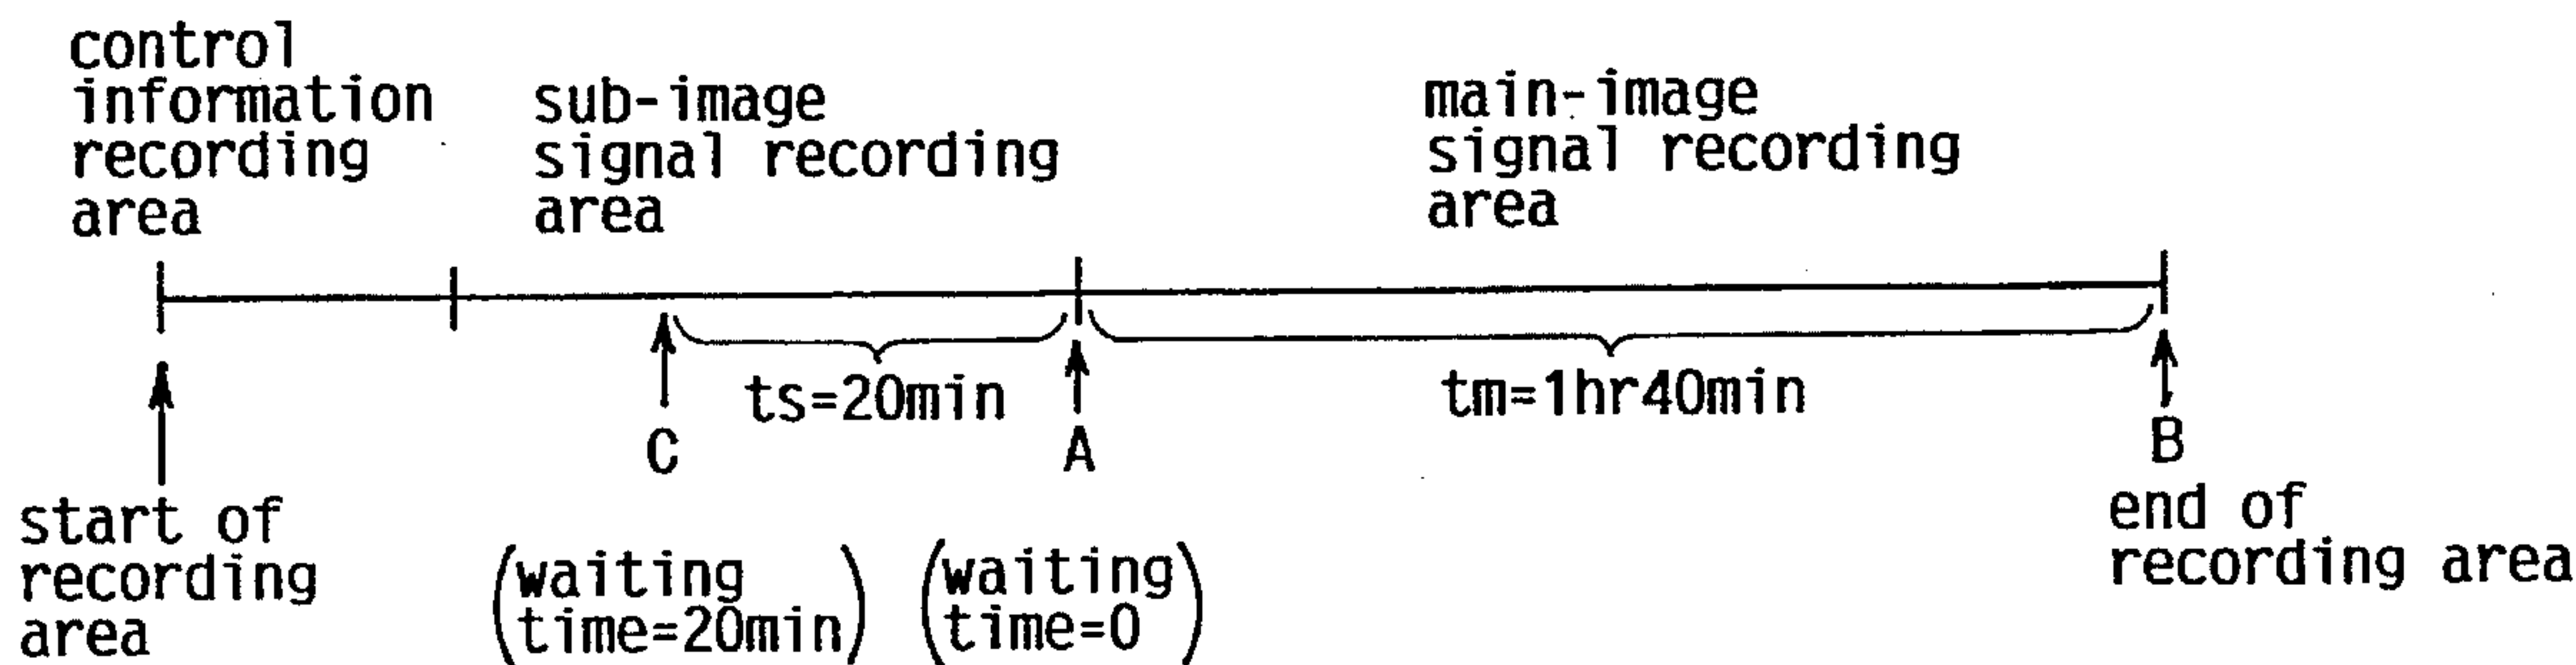 control
information
recording
area
sub-image
signal recording
area
main-image
signal recording
area
ts=20min
tm=1hr40min
C
A
B
start of
recording
area
(waiting
time=20min)
(waiting
time=0)
end of
recording area